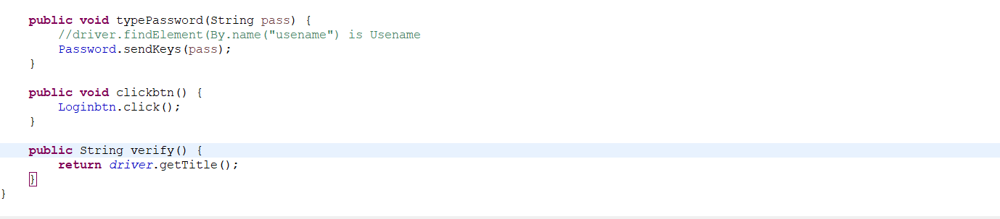 public void typePassword(String pass) {
//driver.findElement(By.name("usename") is Usename
Password.sendKeys(pass);
}
public void clickbtn() {
Loginbtn.click();
}
public String verify() {
return driver.getTitle();
}
}